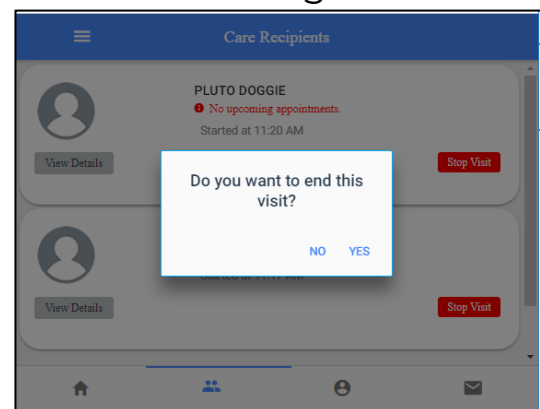 Care Recipients
PLUTO DOGGIE
No upcoming appointments.
Started at 11:20 AM
View Details
Stop Visit
Do you want to end this
visit?
NO YES
View Details
Stop Visit